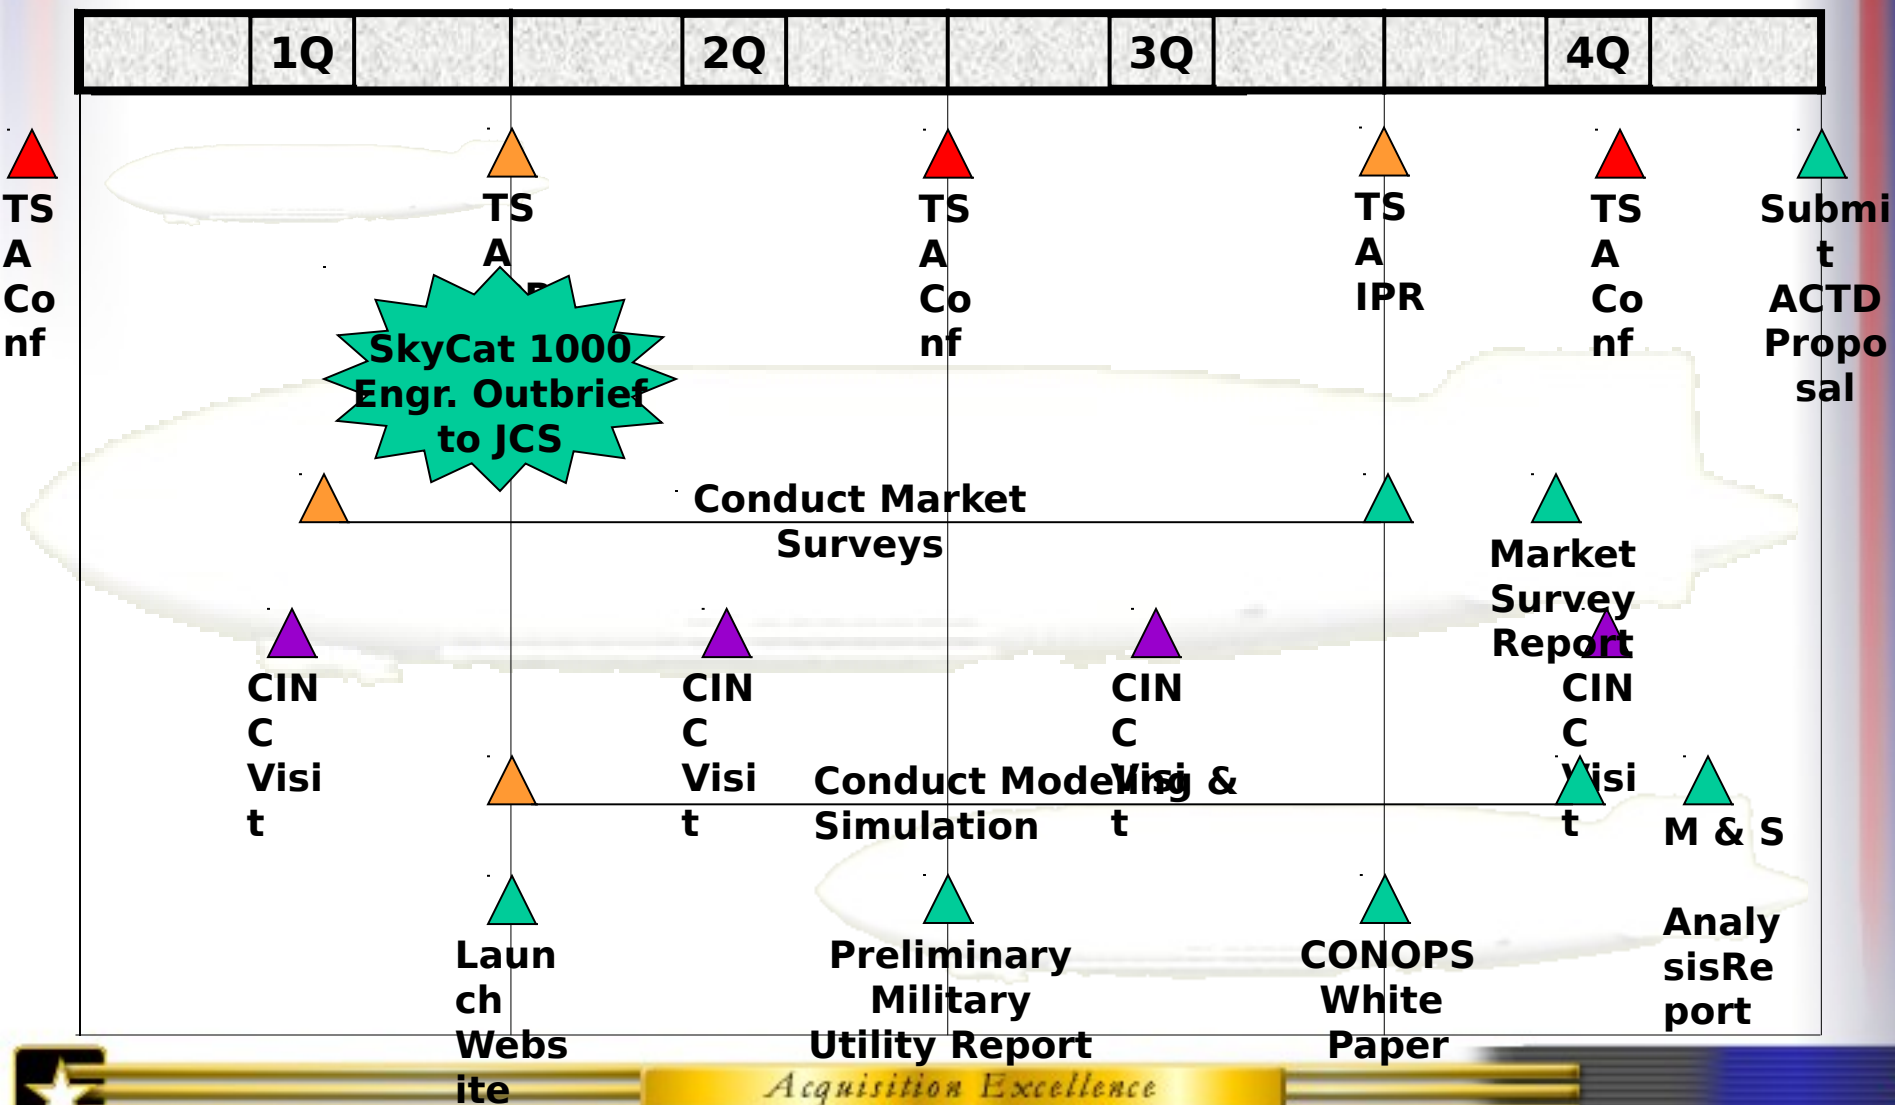 1Q
2Q
3Q
4Q
TS
A
Co
nf
TS
A
TS
A
Co
nf
TS
A
IPR
TS
A
Co
nf
Submi
t
ACTD
Propo
sal
SkyCat 1000
Engr. Outbrief
to JCS
Conduct Market
Surveys
Market
Survey
Report
CIN
C
Visi
t
CIN
C
Visi
t
CIN
C
Visi
t
CIN
C
Visi
t
Conduct Modeling &
Simulation
M & S
Analy
sisRe
port
Laun
ch
Webs
ite
Preliminary
Military
Utility Report
CONOPS
White
Paper
Acquisition Excellence